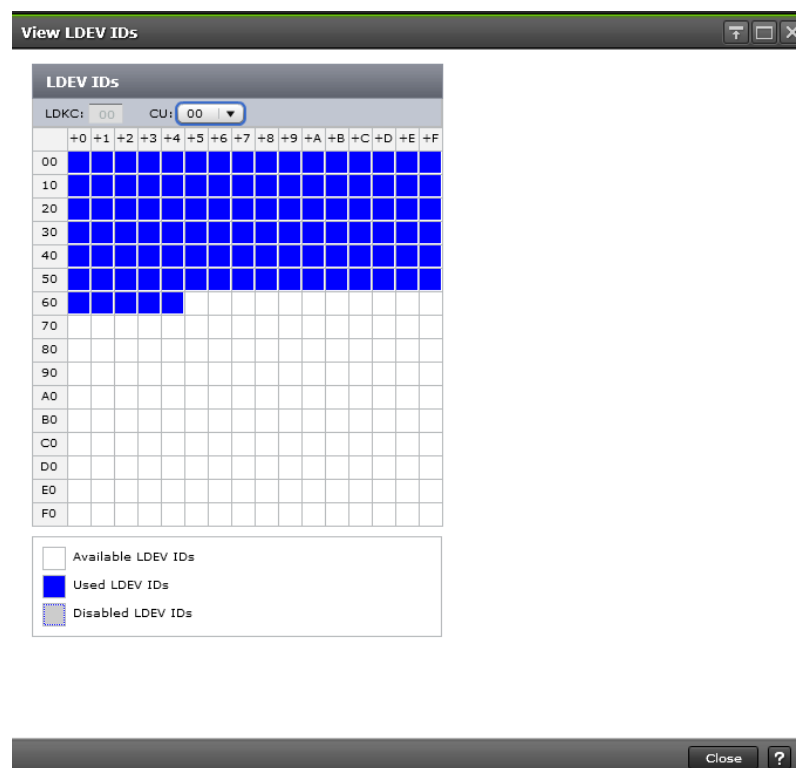 View LDEV IDs
LDEV IDs
LDKC: 00 CU: 00
+0 +1 +2 +3 +4 +5 +6 +7 +8 +9 +A +B +C +D +E +F
00
10
20
30
40
50
60
70
80
90
A0
B0
C0
D0
E0
F0
Available LDEV IDs
Used LDEV IDs
Disabled LDEV IDs
Close ?